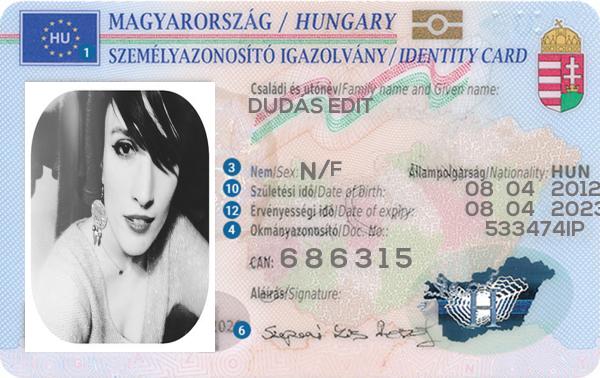 HU
1
MAGYARORSZÁG / HUNGARY
SZEMÉLYAZONOSÍTÓ IGAZOLVÁNY / IDENTITY CARD
Családi és utónév/Family name and Given name:
DUDAS EDIT
3 Nem/Sex: N/F Állampolgárság/Nationality: HUN
10 Születési idő/Date of birth: 08 04 2012
12 Érvényességi idő/Date of expiry: 08 04 2023
4 Okmányazonosító/Doc. No: 533474IP
CAN: 686315
Aláírás/Signature:
6